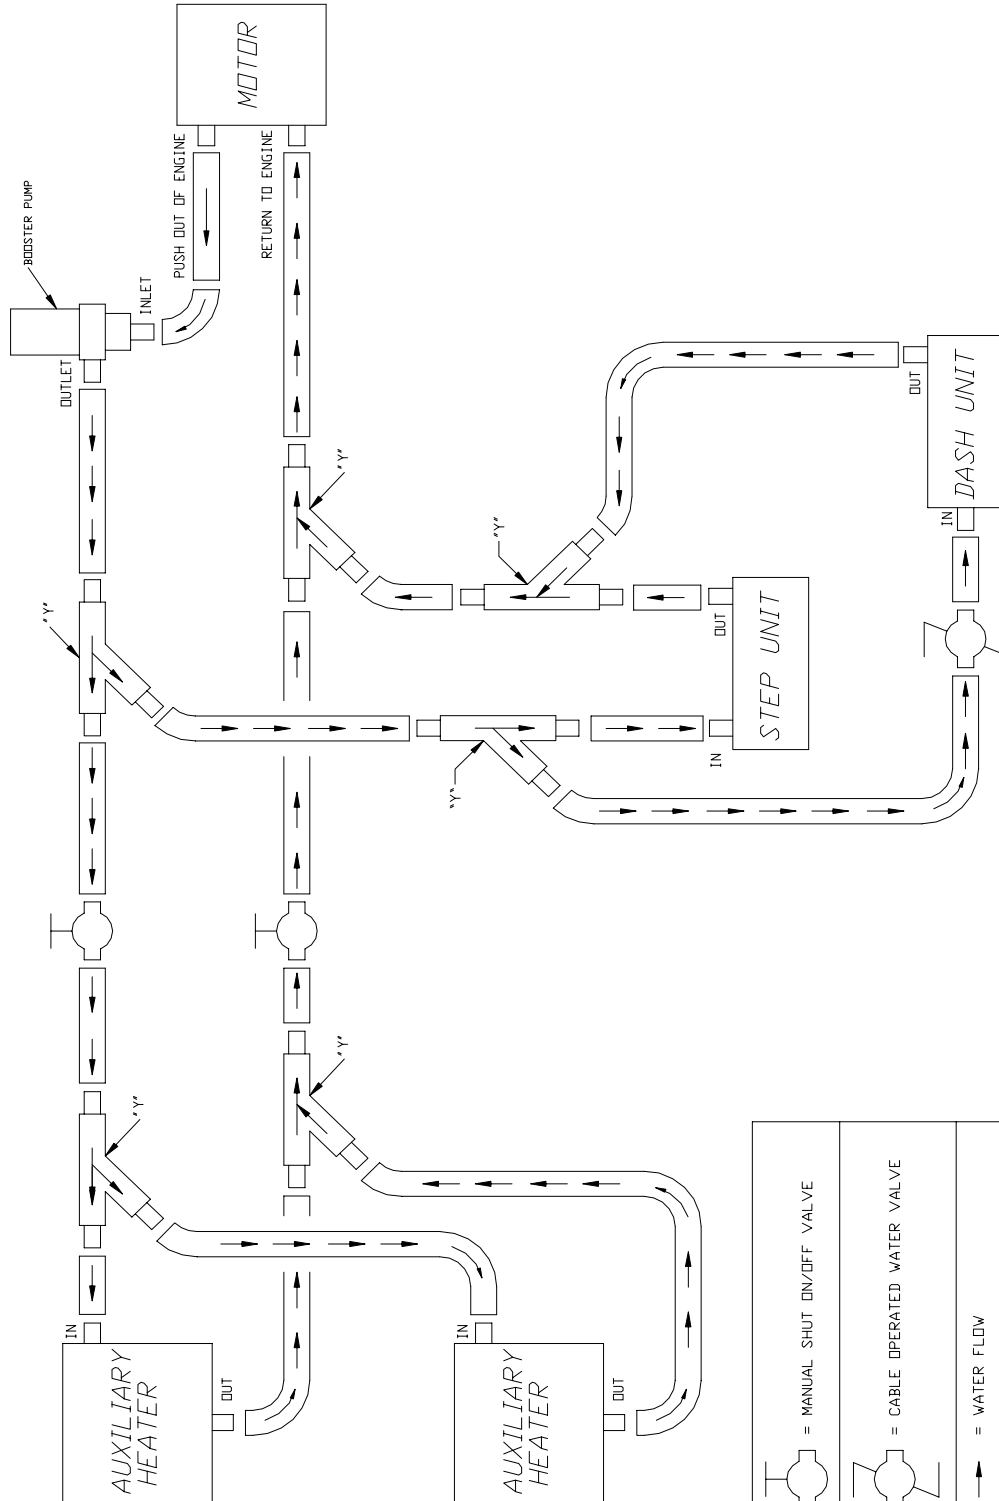 MOTOR
PUSH OUT OF ENGINE
RETURN TO ENGINE
BOOSTER PUMP
INLET
OUTLET
"Y"
"Y"
"Y"
"Y"
"Y"
"Y"
OUT
IN
DASH UNIT
OUT
IN
STEP UNIT
IN
OUT
AUXILIARY
HEATER
IN
OUT
AUXILIARY
HEATER
= MANUAL SHUT ON/OFF VALVE
= CABLE OPERATED WATER VALVE
= WATER FLOW